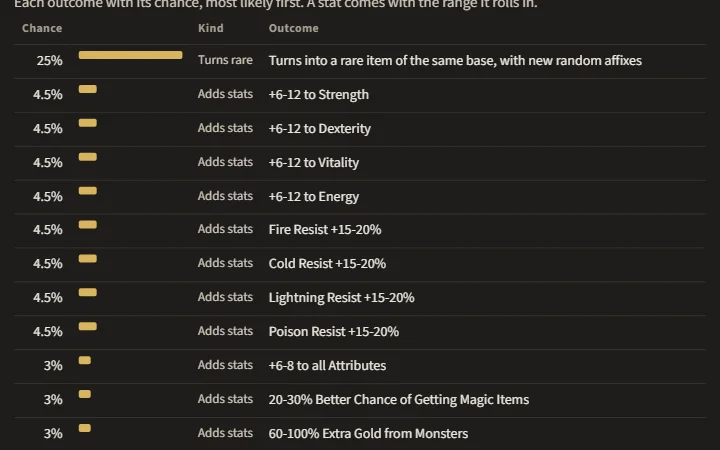 Each outcome with its chance, most likely first. A stat comes with the range it rolls in.
Chance Kind Outcome
25% Turns rare Turns into a rare item of the same base, with new random affixes
4.5% Adds stats +6-12 to Strength
4.5% Adds stats +6-12 to Dexterity
4.5% Adds stats +6-12 to Vitality
4.5% Adds stats +6-12 to Energy
4.5% Adds stats Fire Resist +15-20%
4.5% Adds stats Cold Resist +15-20%
4.5% Adds stats Lightning Resist +15-20%
4.5% Adds stats Poison Resist +15-20%
3% Adds stats +6-8 to all Attributes
3% Adds stats 20-30% Better Chance of Getting Magic Items
3% Adds stats 60-100% Extra Gold from Monsters